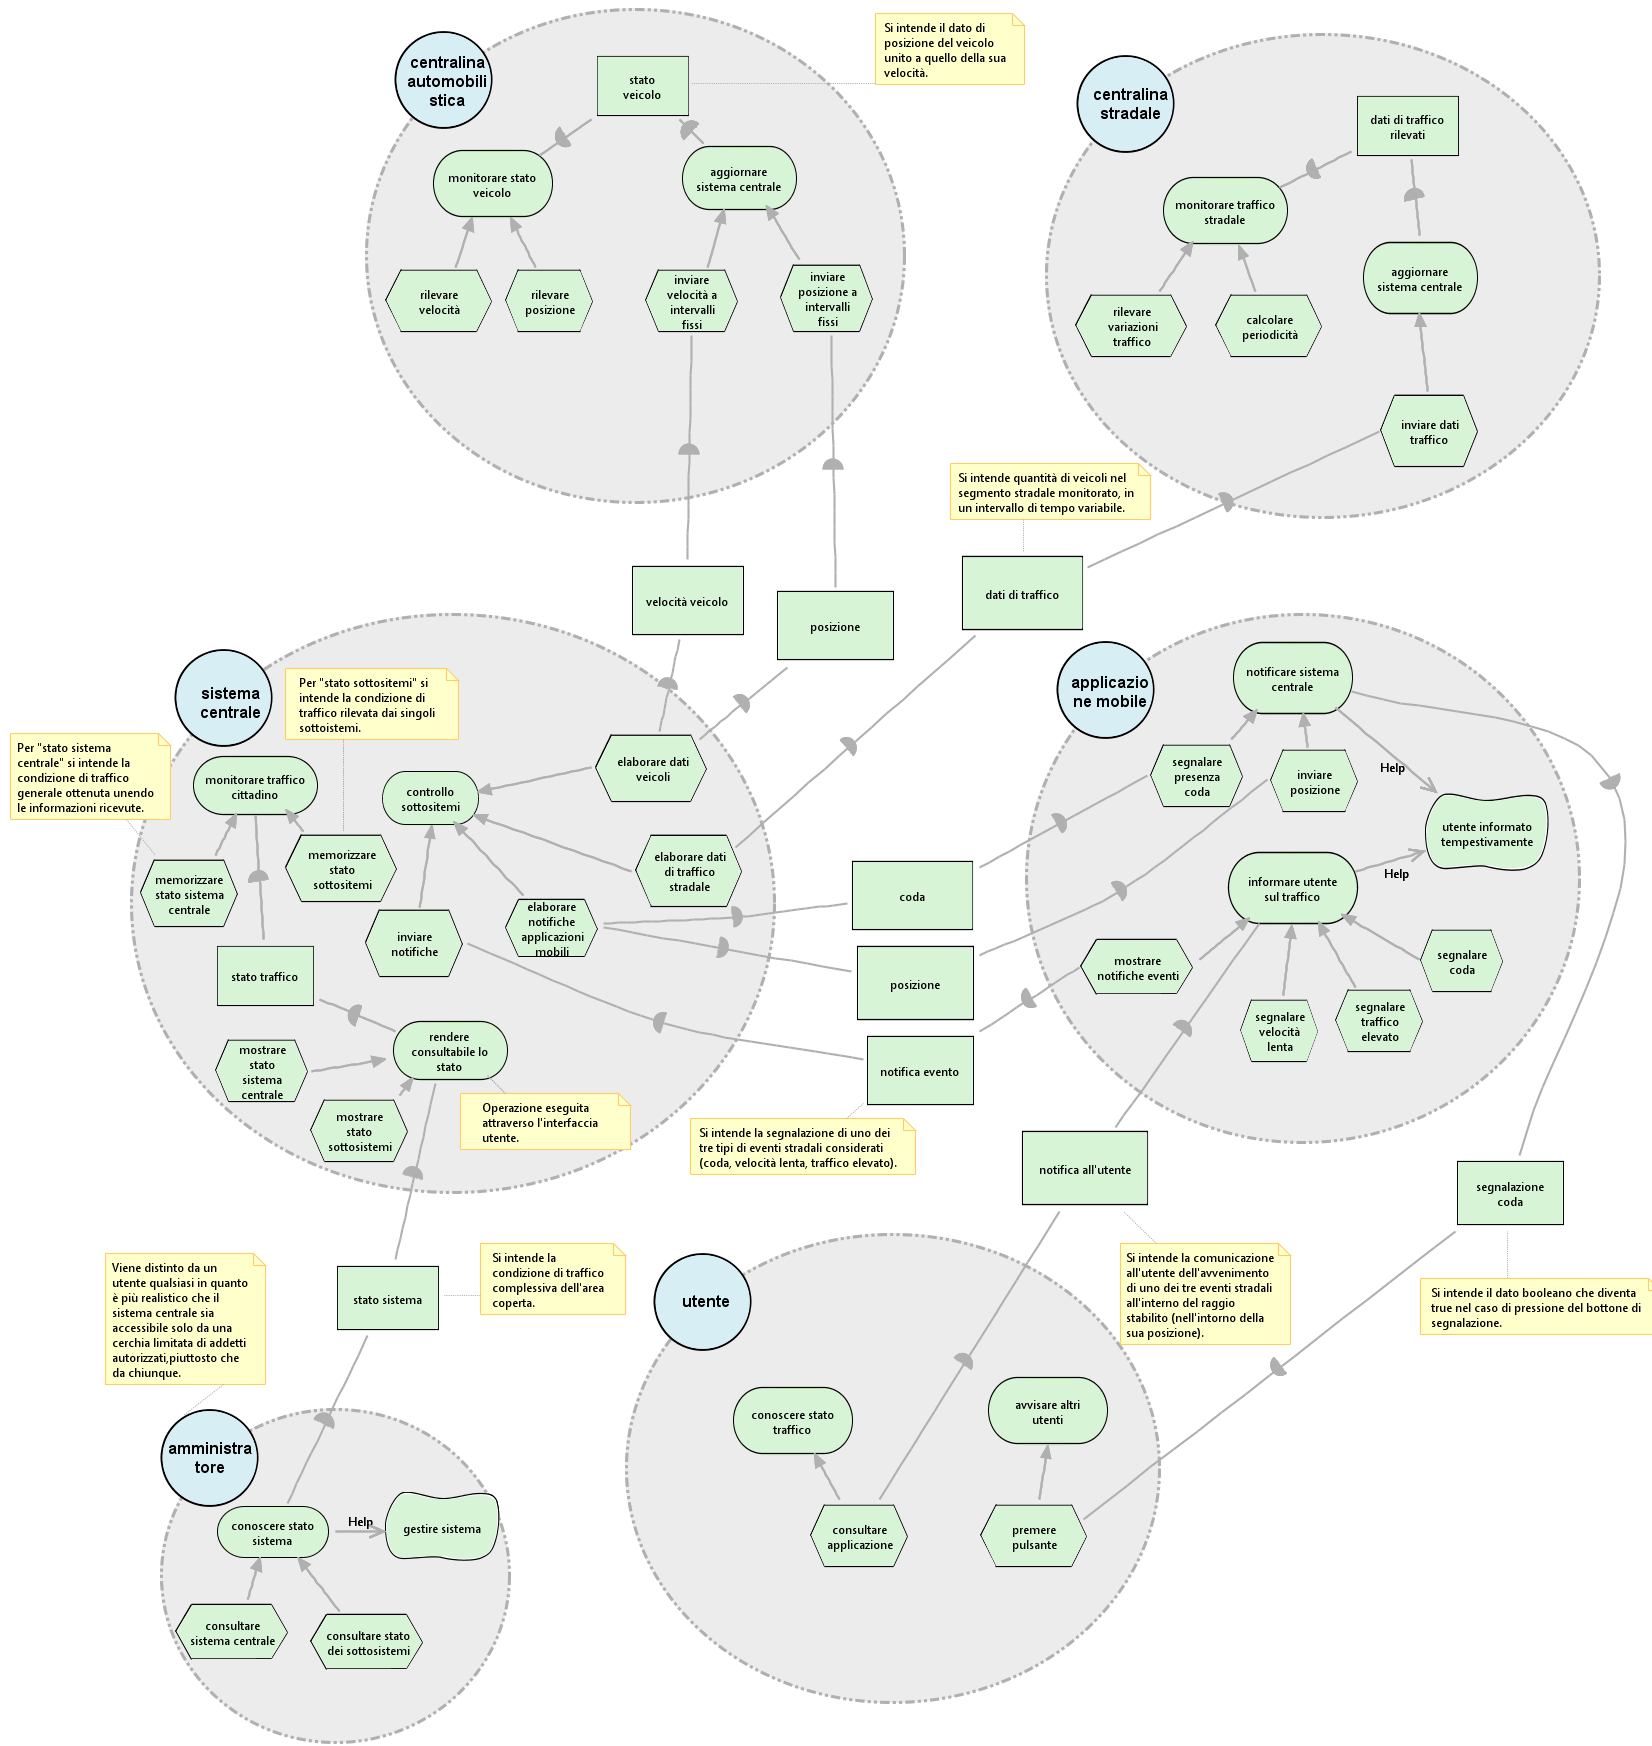 centralina
automobili
stica
stato
veicolo
Si intende il dato di
posizione del veicolo
unito a quello della sua
velocità.
monitorare stato
veicolo
aggiornare
sistema centrale
rilevare
velocità
rilevare
posizione
inviare
velocità a
intervalli
fissi
inviare
posizione a
intervalli
fissi
centralina
stradale
dati di traffico
rilevati
monitorare traffico
stradale
aggiornare
sistema centrale
rilevare
variazioni
traffico
calcolare
periodicità
inviare dati
traffico
Si intende quantità di veicoli nel
segmento stradale monitorato, in
un intervallo di tempo variabile.
velocità veicolo
posizione
dati di traffico
sistema
centrale
Per "stato sottositemi" si
intende la condizione di
traffico rilevata dai singoli
sottoistemi.
Per "stato sistema
centrale" si intende la
condizione di traffico
generale ottenuta unendo
le informazioni ricevute.
monitorare traffico
cittadino
controllo
sottositemi
elaborare dati
veicoli
memorizzare
stato sistema
centrale
memorizzare
stato
sottositemi
elaborare dati
di traffico
stradale
inviare
notifiche
elaborare
notifiche
applicazioni
mobili
stato traffico
rendere
consultabile lo
stato
mostrare
stato
sistema
centrale
mostrare
stato
sottosistemi
Operazione eseguita
attraverso l'interfaccia
utente.
coda
posizione
notifica evento
Si intende la segnalazione di uno dei
tre tipi di eventi stradali considerati
(coda, velocità lenta, traffico elevato).
applicazio
ne mobile
notificare sistema
centrale
segnalare
presenza
coda
inviare
posizione
Help
utente informato
tempestivamente
informare utente
sul traffico
Help
mostrare
notifiche eventi
segnalare
velocità
lenta
segnalare
traffico
elevato
segnalare
coda
notifica all'utente
segnalazione
coda
Si intende la comunicazione
all'utente dell'avvenimento
di uno dei tre eventi stradali
all'interno del raggio
stabilito (nell'intorno della
sua posizione).
Si intende il dato booleano che diventa
true nel caso di pressione del bottone di
segnalazione.
Viene distinto da un
utente qualsiasi in quanto
è più realistico che il
sistema centrale sia
accessibile solo da una
cerchia limitata di addetti
autorizzati,piuttosto che
da chiunque.
stato sistema
Si intende la
condizione di traffico
complessiva dell'area
coperta.
amministra
tore
conoscere stato
sistema
Help
gestire sistema
consultare
sistema centrale
consultare stato
dei sottosistemi
utente
conoscere stato
traffico
avvisare altri
utenti
consultare
applicazione
premere
pulsante